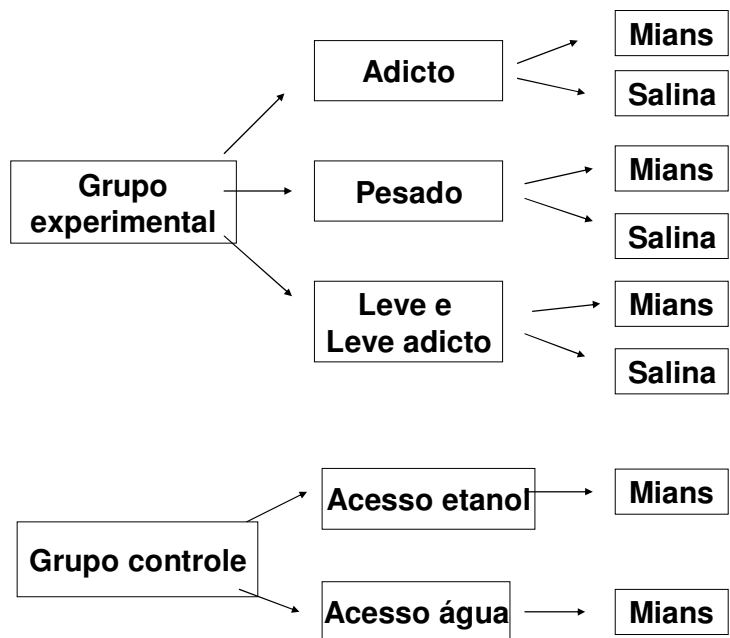 Adicto
Mians
Salina
Grupo
experimental
Pesado
Mians
Salina
Leve e
Leve adicto
Mians
Salina
Grupo controle
Acesso etanol
Mians
Acesso água
Mians